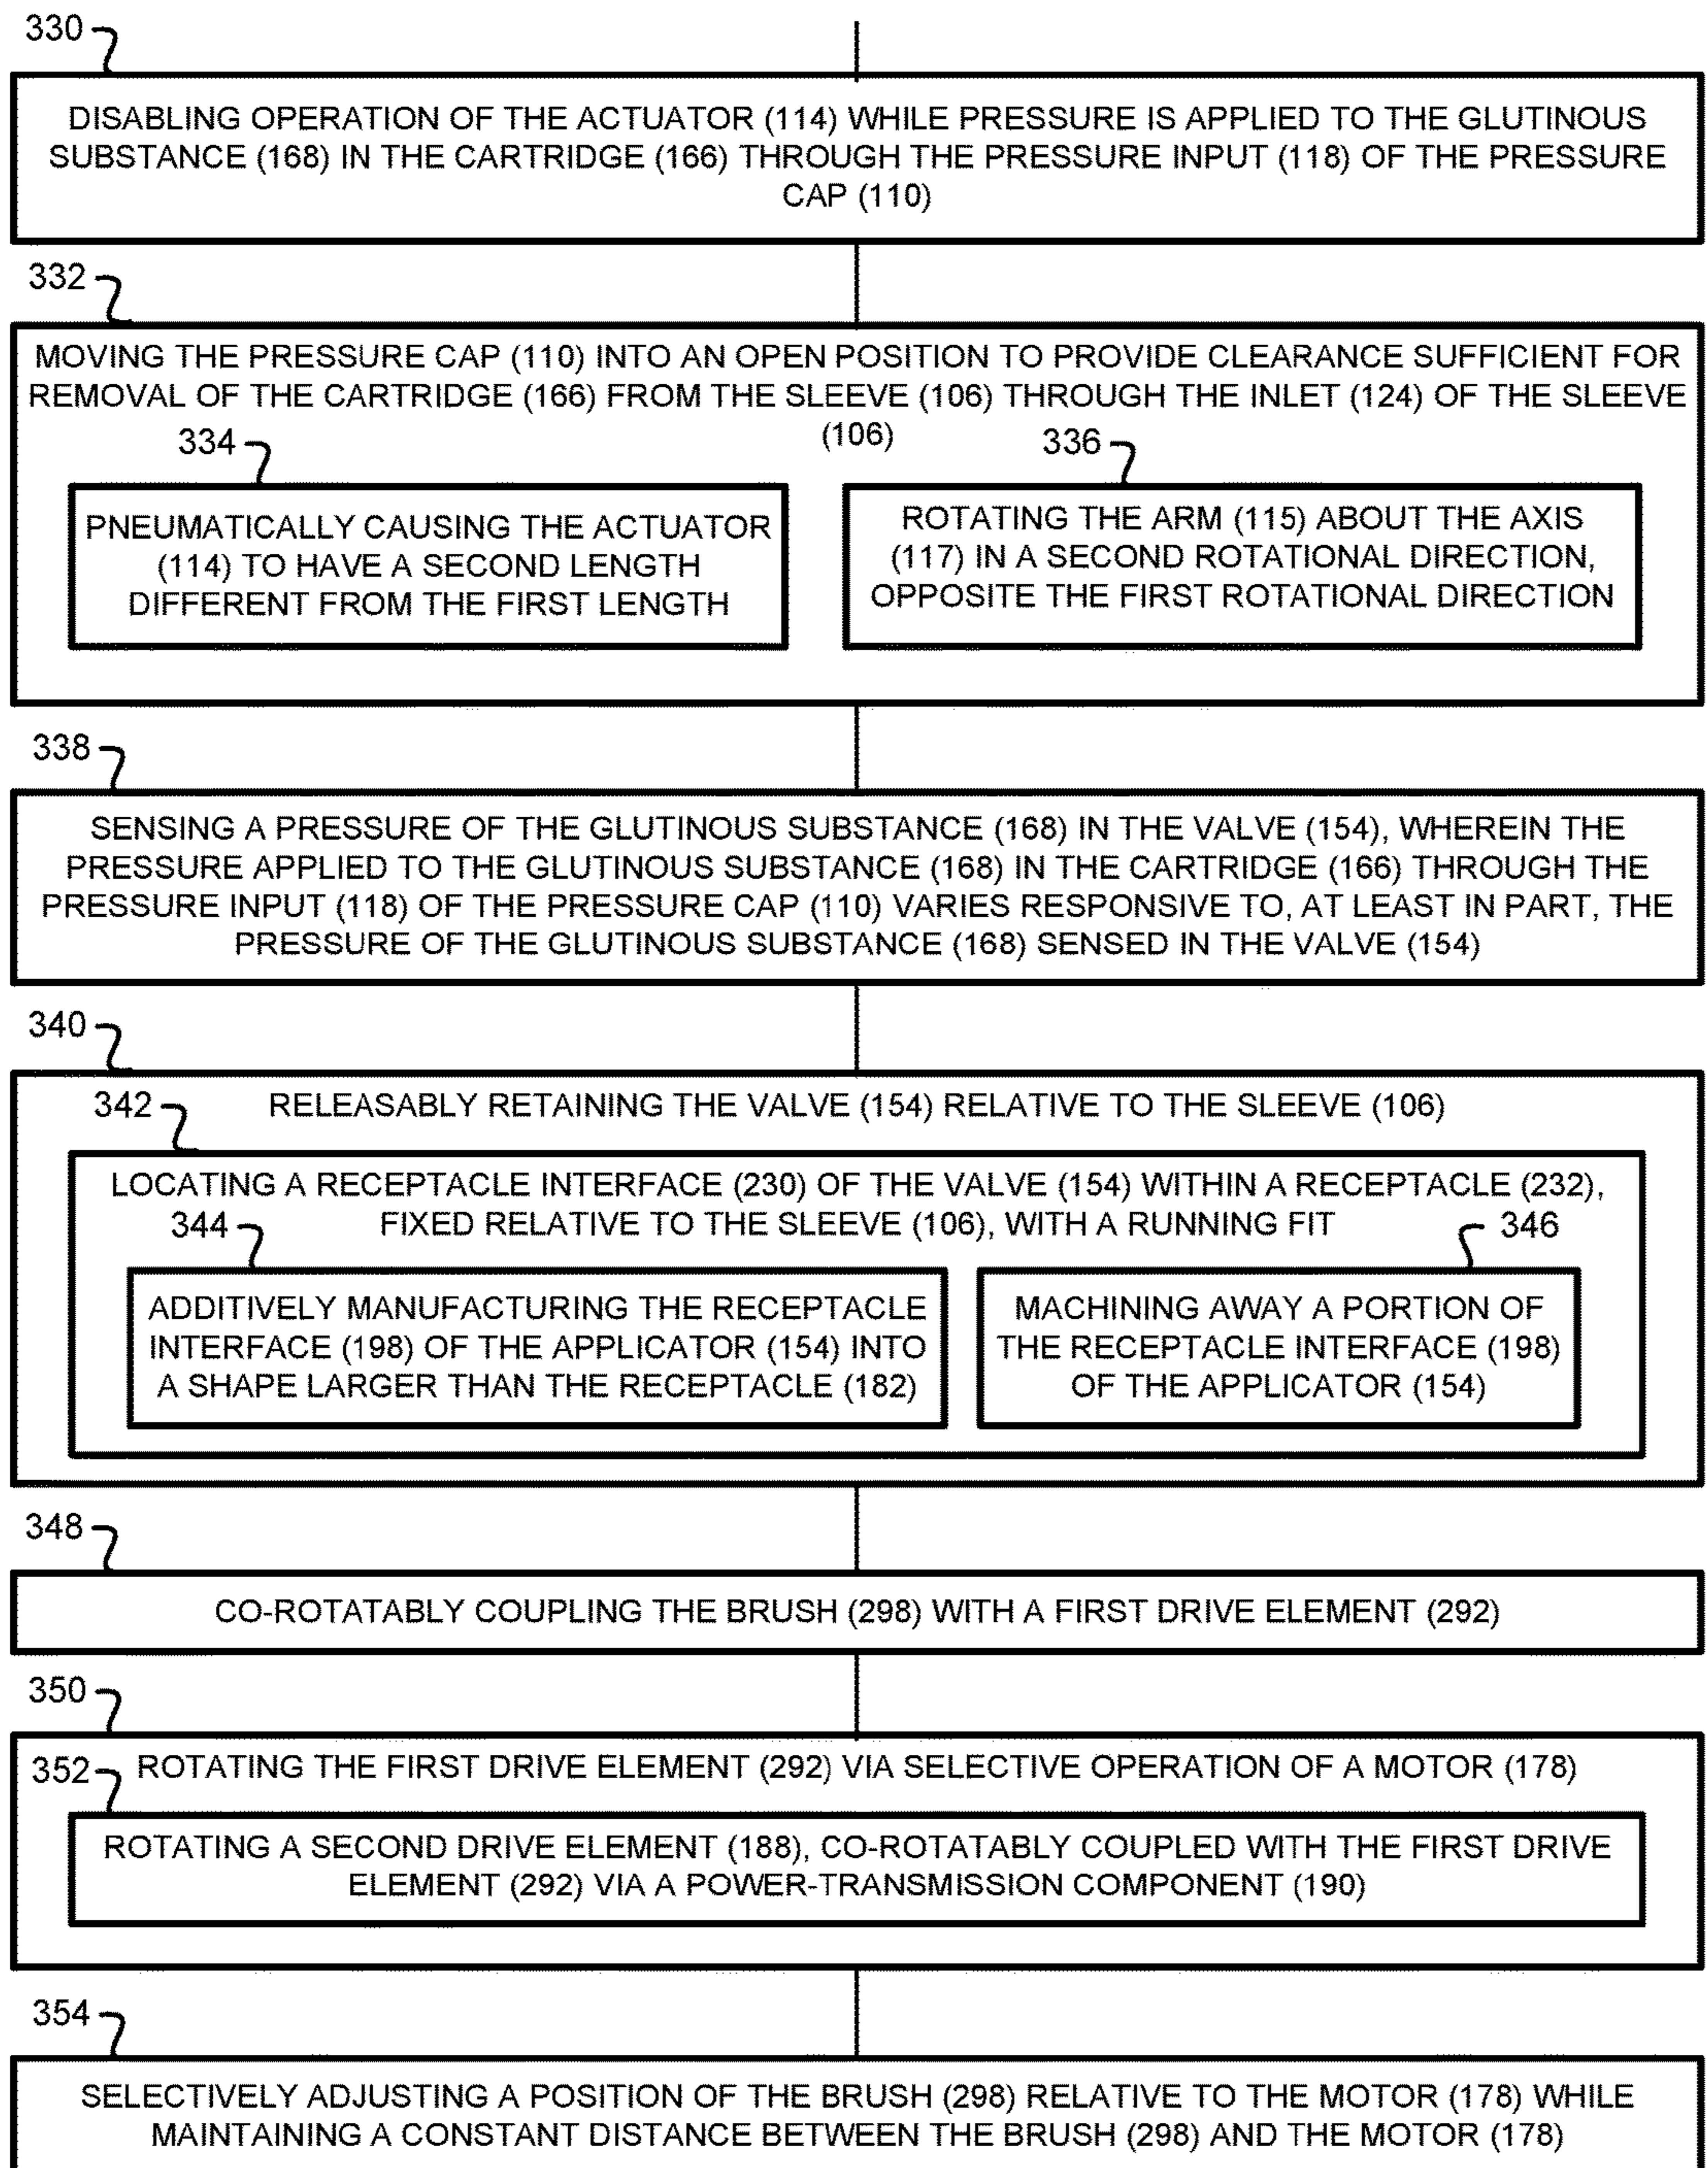 330
DISABLING OPERATION OF THE ACTUATOR (114) WHILE PRESSURE IS APPLIED TO THE GLUTINOUS
SUBSTANCE (168) IN THE CARTRIDGE (166) THROUGH THE PRESSURE INPUT (118) OF THE PRESSURE
CAP (110)
332
MOVING THE PRESSURE CAP (110) INTO AN OPEN POSITION TO PROVIDE CLEARANCE SUFFICIENT FOR
REMOVAL OF THE CARTRIDGE (166) FROM THE SLEEVE (106) THROUGH THE INLET (124) OF THE SLEEVE
(106)
334
PNEUMATICALLY CAUSING THE ACTUATOR
(114) TO HAVE A SECOND LENGTH
DIFFERENT FROM THE FIRST LENGTH
336
ROTATING THE ARM (115) ABOUT THE AXIS
(117) IN A SECOND ROTATIONAL DIRECTION,
OPPOSITE THE FIRST ROTATIONAL DIRECTION
338
SENSING A PRESSURE OF THE GLUTINOUS SUBSTANCE (168) IN THE VALVE (154), WHEREIN THE
PRESSURE APPLIED TO THE GLUTINOUS SUBSTANCE (168) IN THE CARTRIDGE (166) THROUGH THE
PRESSURE INPUT (118) OF THE PRESSURE CAP (110) VARIES RESPONSIVE TO, AT LEAST IN PART, THE
PRESSURE OF THE GLUTINOUS SUBSTANCE (168) SENSED IN THE VALVE (154)
340
RELEASABLY RETAINING THE VALVE (154) RELATIVE TO THE SLEEVE (106)
342
LOCATING A RECEPTACLE INTERFACE (230) OF THE VALVE (154) WITHIN A RECEPTACLE (232),
FIXED RELATIVE TO THE SLEEVE (106), WITH A RUNNING FIT
344
ADDITIVELY MANUFACTURING THE RECEPTACLE
INTERFACE (198) OF THE APPLICATOR (154) INTO
A SHAPE LARGER THAN THE RECEPTACLE (182)
346
MACHINING AWAY A PORTION OF
THE RECEPTACLE INTERFACE (198)
OF THE APPLICATOR (154)
348
CO-ROTATABLY COUPLING THE BRUSH (298) WITH A FIRST DRIVE ELEMENT (292)
350
ROTATING THE FIRST DRIVE ELEMENT (292) VIA SELECTIVE OPERATION OF A MOTOR (178)
352
ROTATING A SECOND DRIVE ELEMENT (188), CO-ROTATABLY COUPLED WITH THE FIRST DRIVE
ELEMENT (292) VIA A POWER-TRANSMISSION COMPONENT (190)
354
SELECTIVELY ADJUSTING A POSITION OF THE BRUSH (298) RELATIVE TO THE MOTOR (178) WHILE
MAINTAINING A CONSTANT DISTANCE BETWEEN THE BRUSH (298) AND THE MOTOR (178)